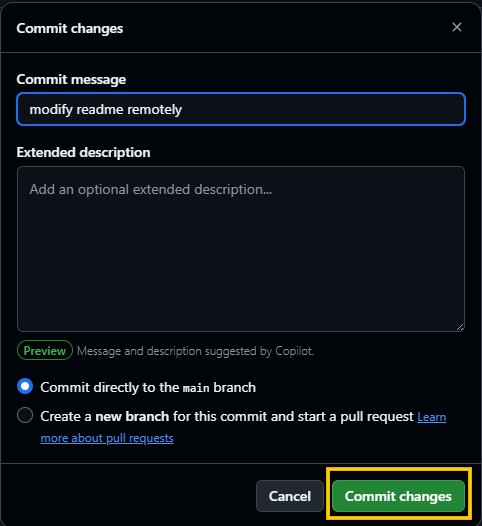 Commit changes
Commit message
modify readme remotely
Extended description
Add an optional extended description...
Preview Message and description suggested by Copilot.
Commit directly to the main branch
Create a new branch for this commit and start a pull request Learn
more about pull requests
Cancel Commit changes